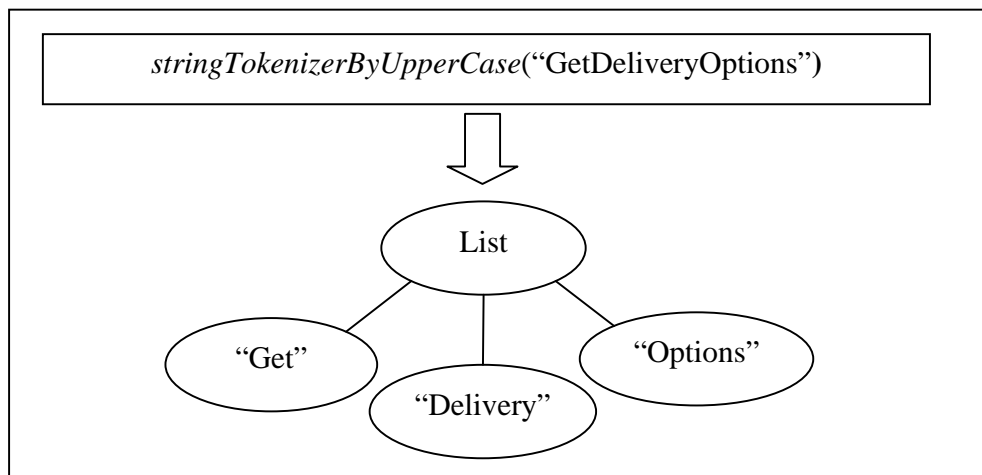 stringTokenizerByUpperCase(“GetDeliveryOptions”)
List
“Get”
“Delivery”
“Options”